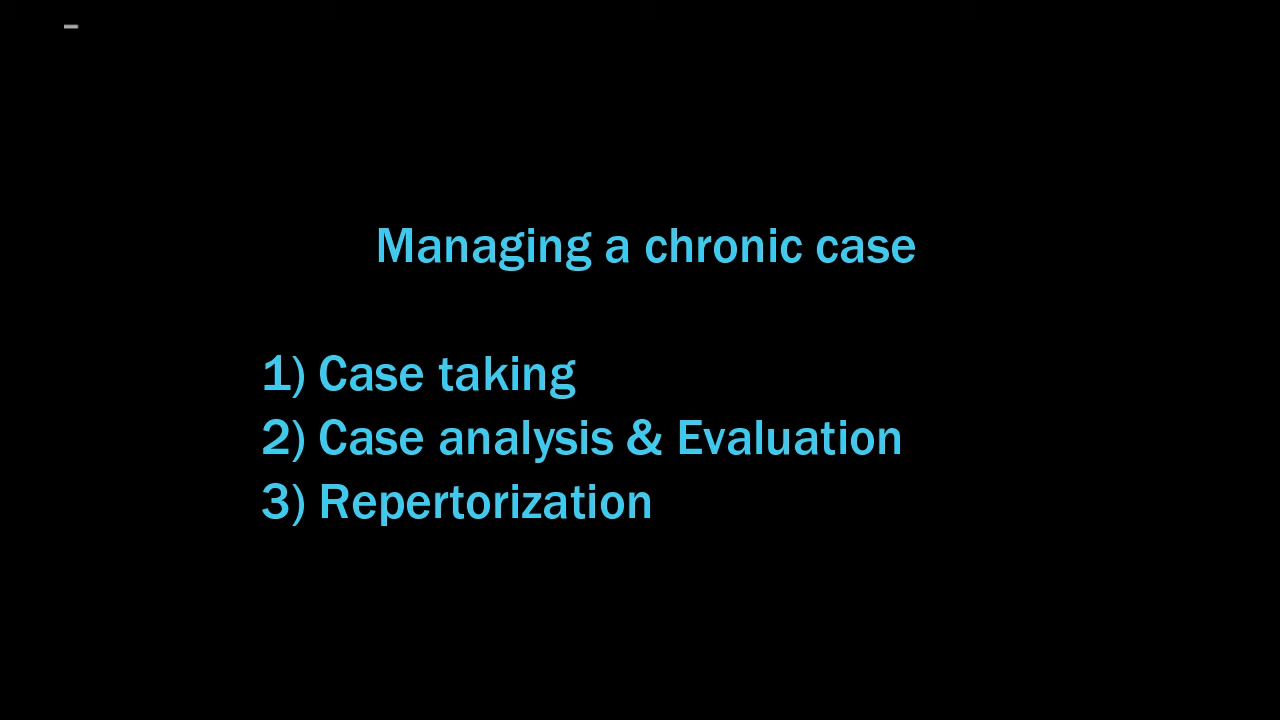 Managing a chronic case
1) Case taking
2) Case analysis & Evaluation
3) Repertorization